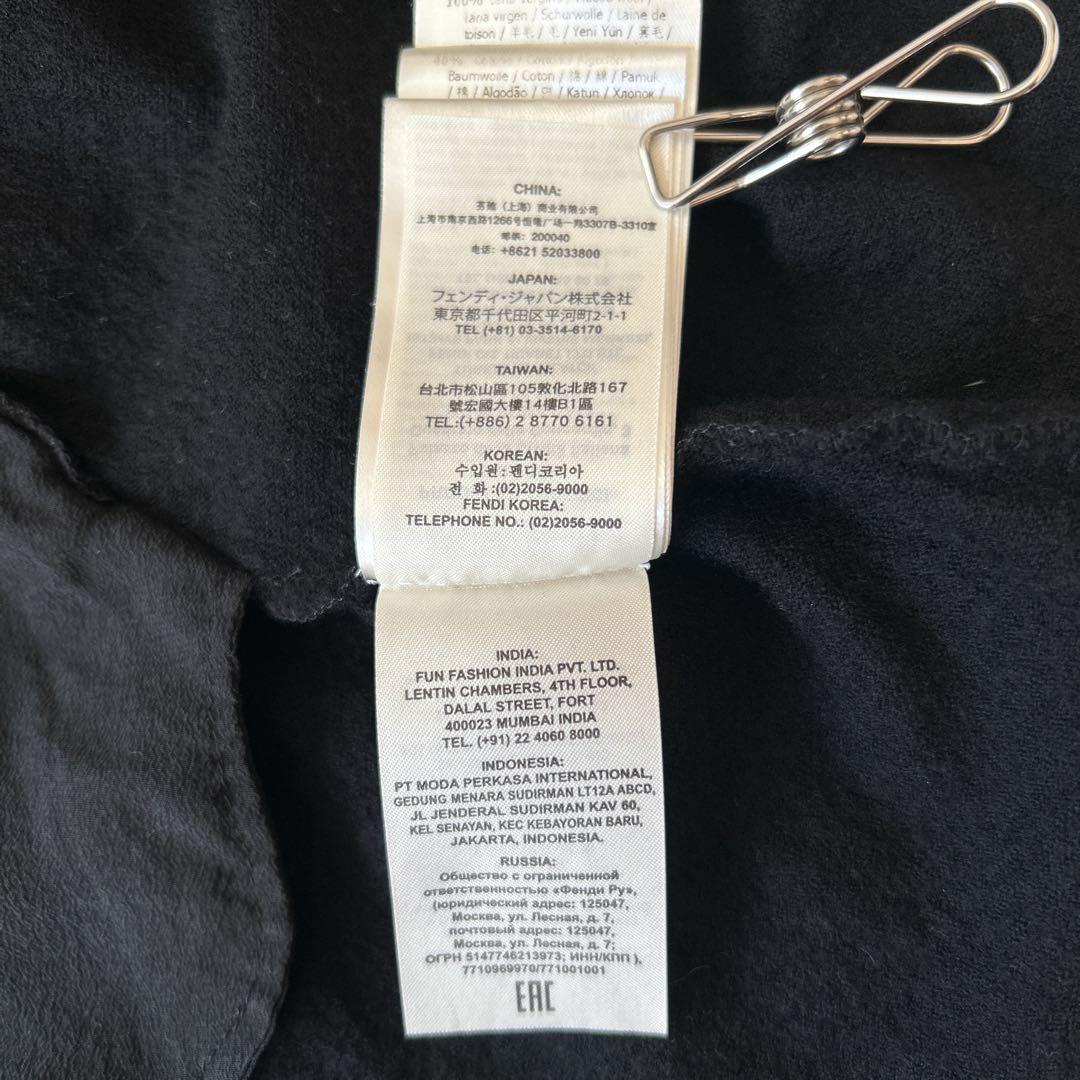 100% Lana Vergine /
lana virgen / Schurwolle / Laine de
toison / 羊毛 / 毛 / Yeni Yün / 冀毛 /
Baumwolle / Coton / 棉 / 綿 / Pamuk
/ 棉 / Algodão / 면 / Katun / Хлопок /
CHINA:
芬迪（上海）商业有限公司
上海市南京西路1266号恒隆广场一期3307B-3310室
邮编: 200040
电话: +8621 52033800
JAPAN:
フェンディ・ジャパン株式会社
東京都千代田区平河町2-1-1
TEL (+81) 03-3514-6170
TAIWAN:
台北市松山區105敦化北路167
號宏國大樓14樓B1區
TEL:(+886) 2 8770 6161
KOREAN:
수입원 : 펜디코리아
전 화 :(02)2056-9000
FENDI KOREA:
TELEPHONE NO.: (02)2056-9000
INDIA:
FUN FASHION INDIA PVT. LTD.
LENTIN CHAMBERS, 4TH FLOOR,
DALAL STREET, FORT
400023 MUMBAI INDIA
TEL. (+91) 22 4060 8000
INDONESIA:
PT MODA PERKASA INTERNATIONAL,
GEDUNG MENARA SUDIRMAN LT12A ABCD,
JL JENDERAL SUDIRMAN KAV 60,
KEL SENAYAN, KEC KEBAYORAN BARU,
JAKARTA, INDONESIA.
RUSSIA:
Общество с ограниченной
ответственностью «Фенди Ру»,
(юридический адрес: 125047,
Москва, ул. Лесная, д. 7,
почтовый адрес: 125047,
Москва, ул. Лесная, д. 7;
ОГРН 5147746213973; ИНН/КПП ),
7710969970/771001001
EAC